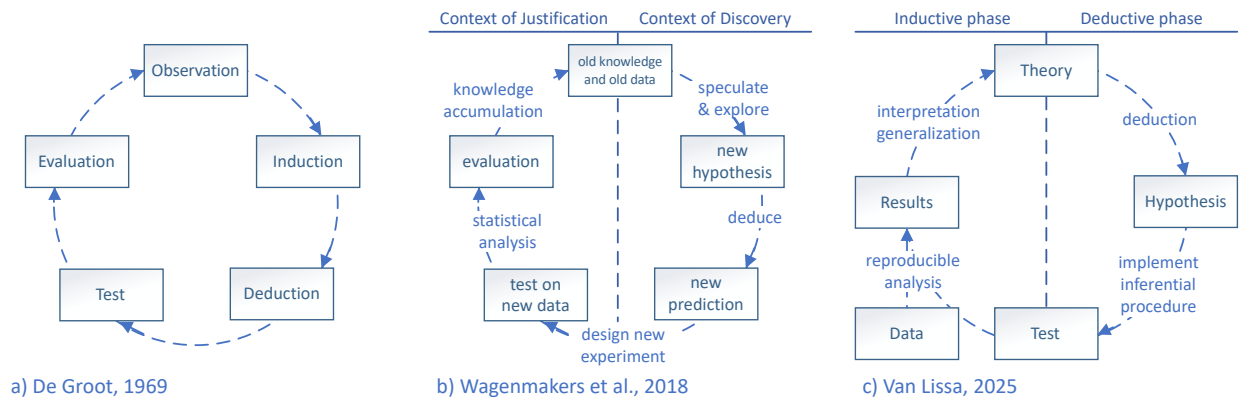 Observation
Evaluation
Induction
Test
Deduction
a) De Groot, 1969
Context of Justification
Context of Discovery
old knowledge
and old data
knowledge
accumulation
speculate
& explore
evaluation
new
hypothesis
statistical
analysis
deduce
test on
new data
new
prediction
design new
experiment
b) Wagenmakers et al., 2018
Inductive phase
Deductive phase
Theory
interpretation
generalization
deduction
Results
Hypothesis
reproducible
analysis
implement
inferential
procedure
Data
Test
c) Van Lissa, 2025